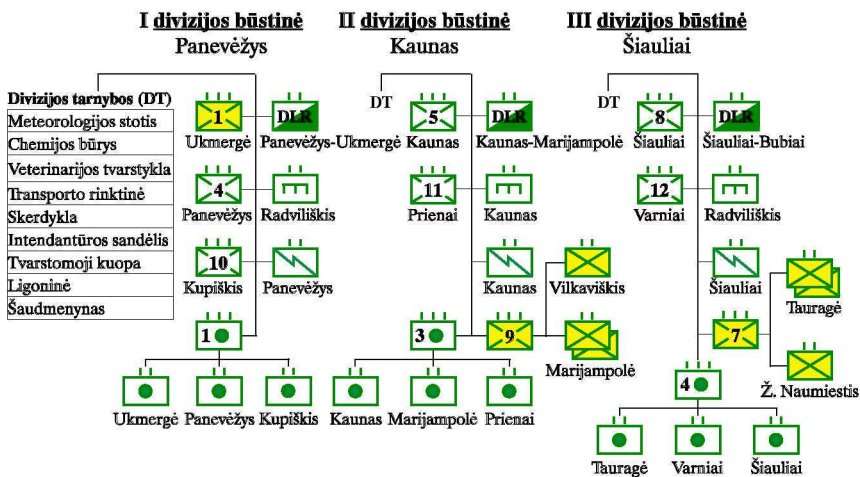 I divizijos būstinė
Panevėžys
II divizijos būstinė
Kaunas
III divizijos būstinė
Šiauliai
Divizijos tarnybos (DT)
Meteorologijos stotis
Chemijos būrys
Veterinarijos tvarstykla
Transporto rinktinė
Skerdykla
Intendantūros sandėlis
Tvarstomoji kuopa
Ligoninė
Šaudmenynas
1
DLR
Ukmergė
Panevėžys-Ukmergė
4
Panevėžys
Radviliškis
10
Kupiškis
Panevėžys
1
Ukmergė
Panevėžys
Kupiškis
DT
5
DLR
Kaunas
Kaunas-Marijampolė
11
Prienai
Kaunas
Kaunas
Vilkaviškis
3
9
Marijampolė
Kaunas
Marijampolė
Prienai
DT
8
DLR
Šiauliai
Šiauliai-Bubiai
12
Varniai
Radviliškis
Šiauliai
Tauragė
7
Ž. Naumiestis
4
Tauragė
Varniai
Šiauliai